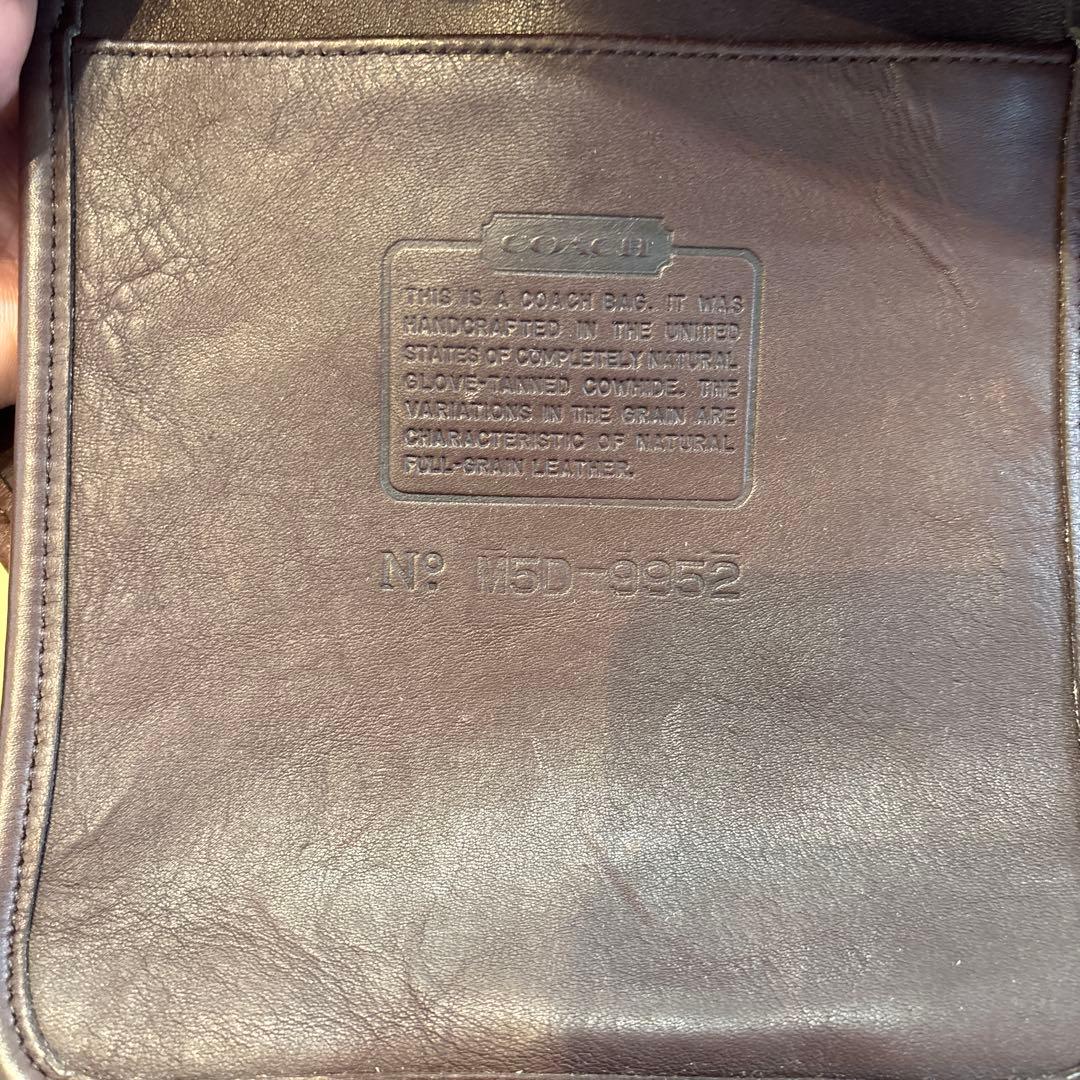 COACH
THIS IS A COACH BAG. IT WAS
HANDCRAFTED IN THE UNITED
STATES OF COMPLETELY NATURAL
GLOVE-TANNED COWHIDE. THE
VARIATIONS IN THE GRAIN ARE
CHARACTERISTIC OF NATURAL
FULL-GRAIN LEATHER.
Nº M5D-9952